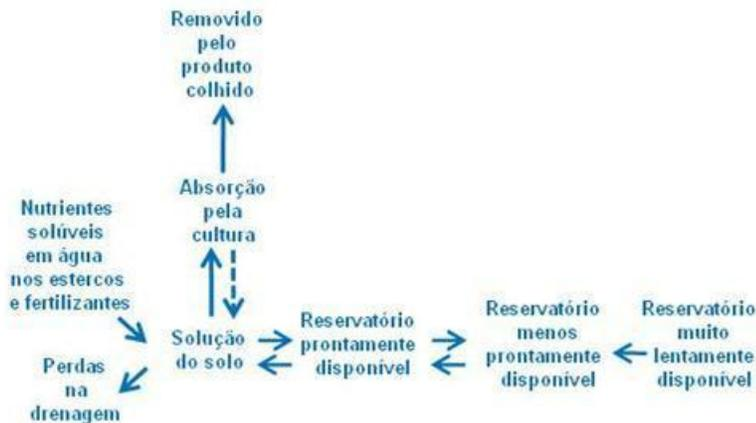 Removido
pelo
produto
colhido
Absorção
pela
cultura
Nutrientes
solúveis
em água
nos estercos
e fertilizantes
Solução
do solo
Perdas
na
drenagem
Reservatório
prontamente
disponível
Reservatório
menos
prontamente
disponível
Reservatório
muito
lentamente
disponível